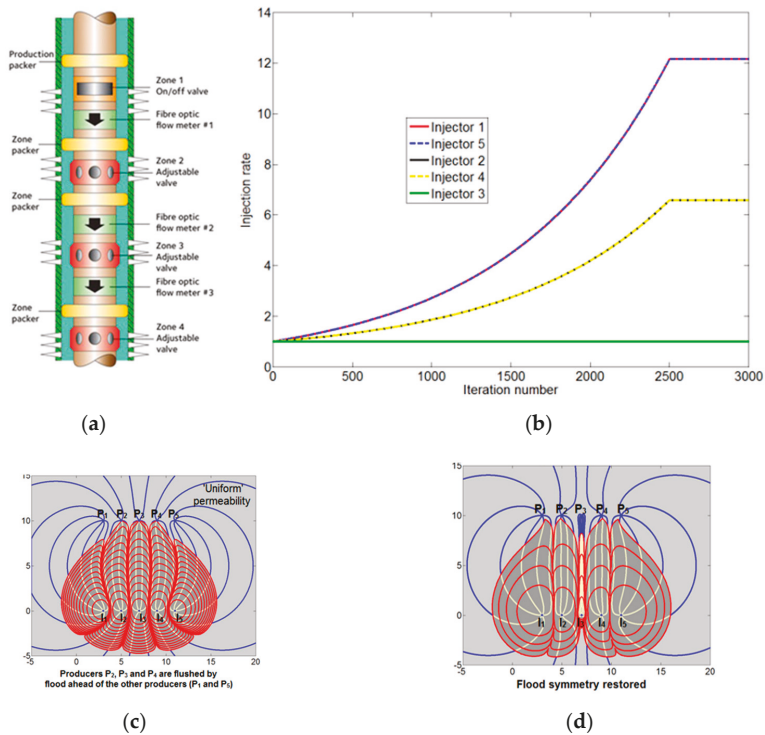 Production
packer
Zone 1
On/off valve
Fibre optic
flow meter #1
Zone
packer
Zone 2
Adjustable
valve
Zone
packer
Fibre optic
flow meter #2
Zone 3
Adjustable
valve
Fibre optic
flow meter #3
Zone
packer
Zone 4
Adjustable
valve
(a)
14
12
10
8
6
4
2
0
Injection rate
Injector 1
Injector 5
Injector 2
Injector 4
Injector 3
0 500 1000 1500 2000 2500 3000
Iteration number
(b)
15
10
5
0
-5
'Uniform'
permeability
P1 P2 P3 P4 P5
I1 I2 I3 I4 I5
-5 0 5 10 15 20
Producers P2, P3 and P4 are flushed by
flood ahead of the other producers (P1 and P5)
(c)
15
10
5
0
-5
P1 P2 P3 P4 P5
I1 I2 I3 I4 I5
-5 0 5 10 15 20
Flood symmetry restored
(d)